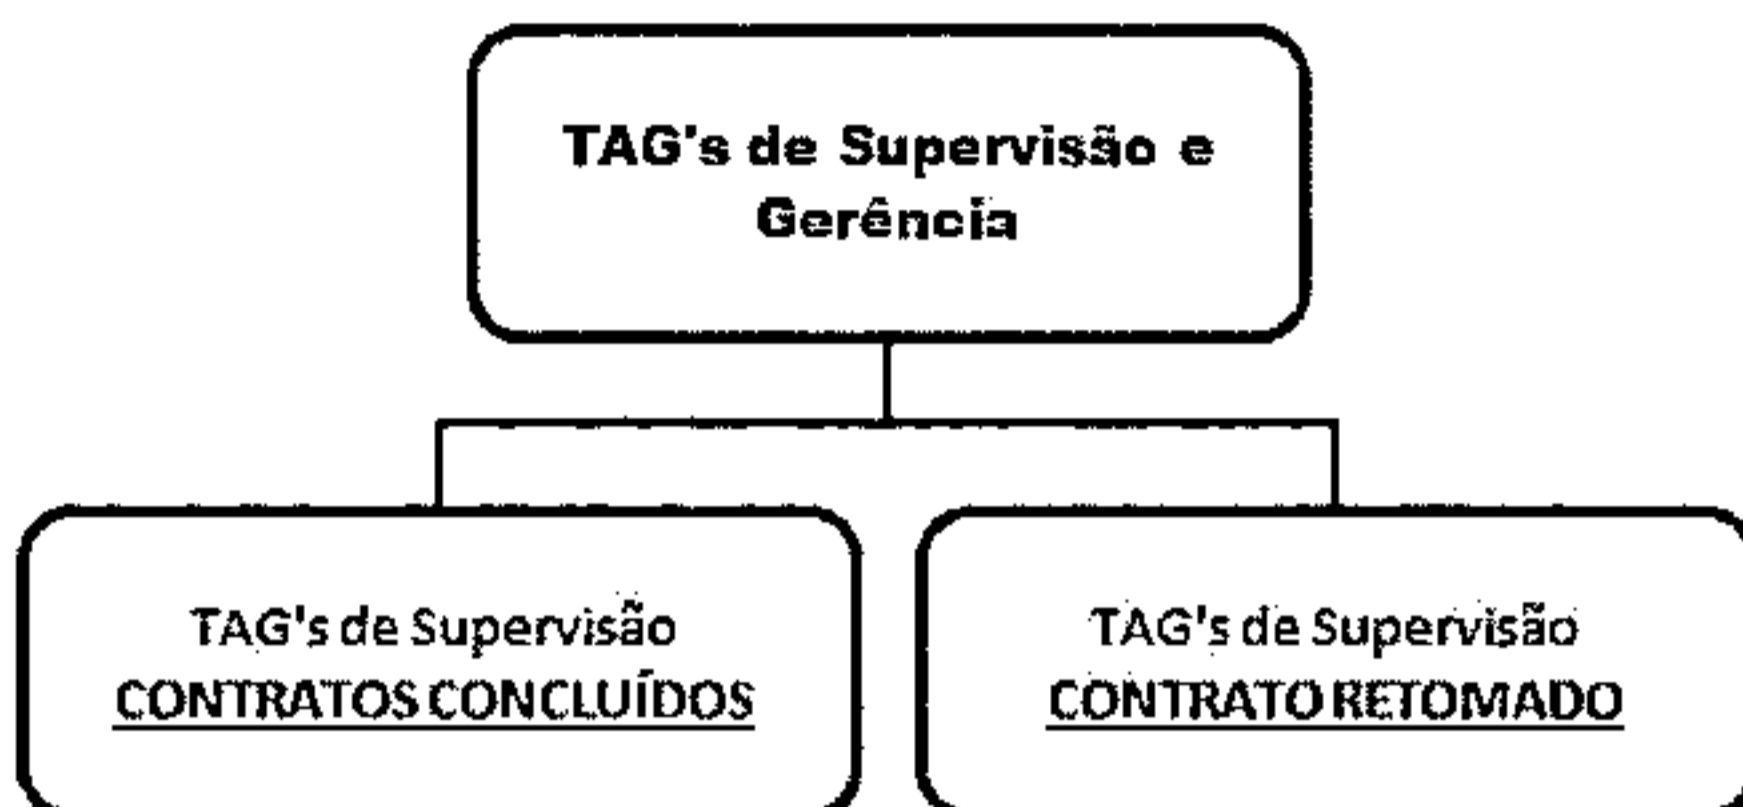 TAG's de Supervisão e
Gerência
TAG's de Supervisão
CONTRATOS CONCLUÍDOS
TAG's de Supervisão
CONTRATO RETOMADO